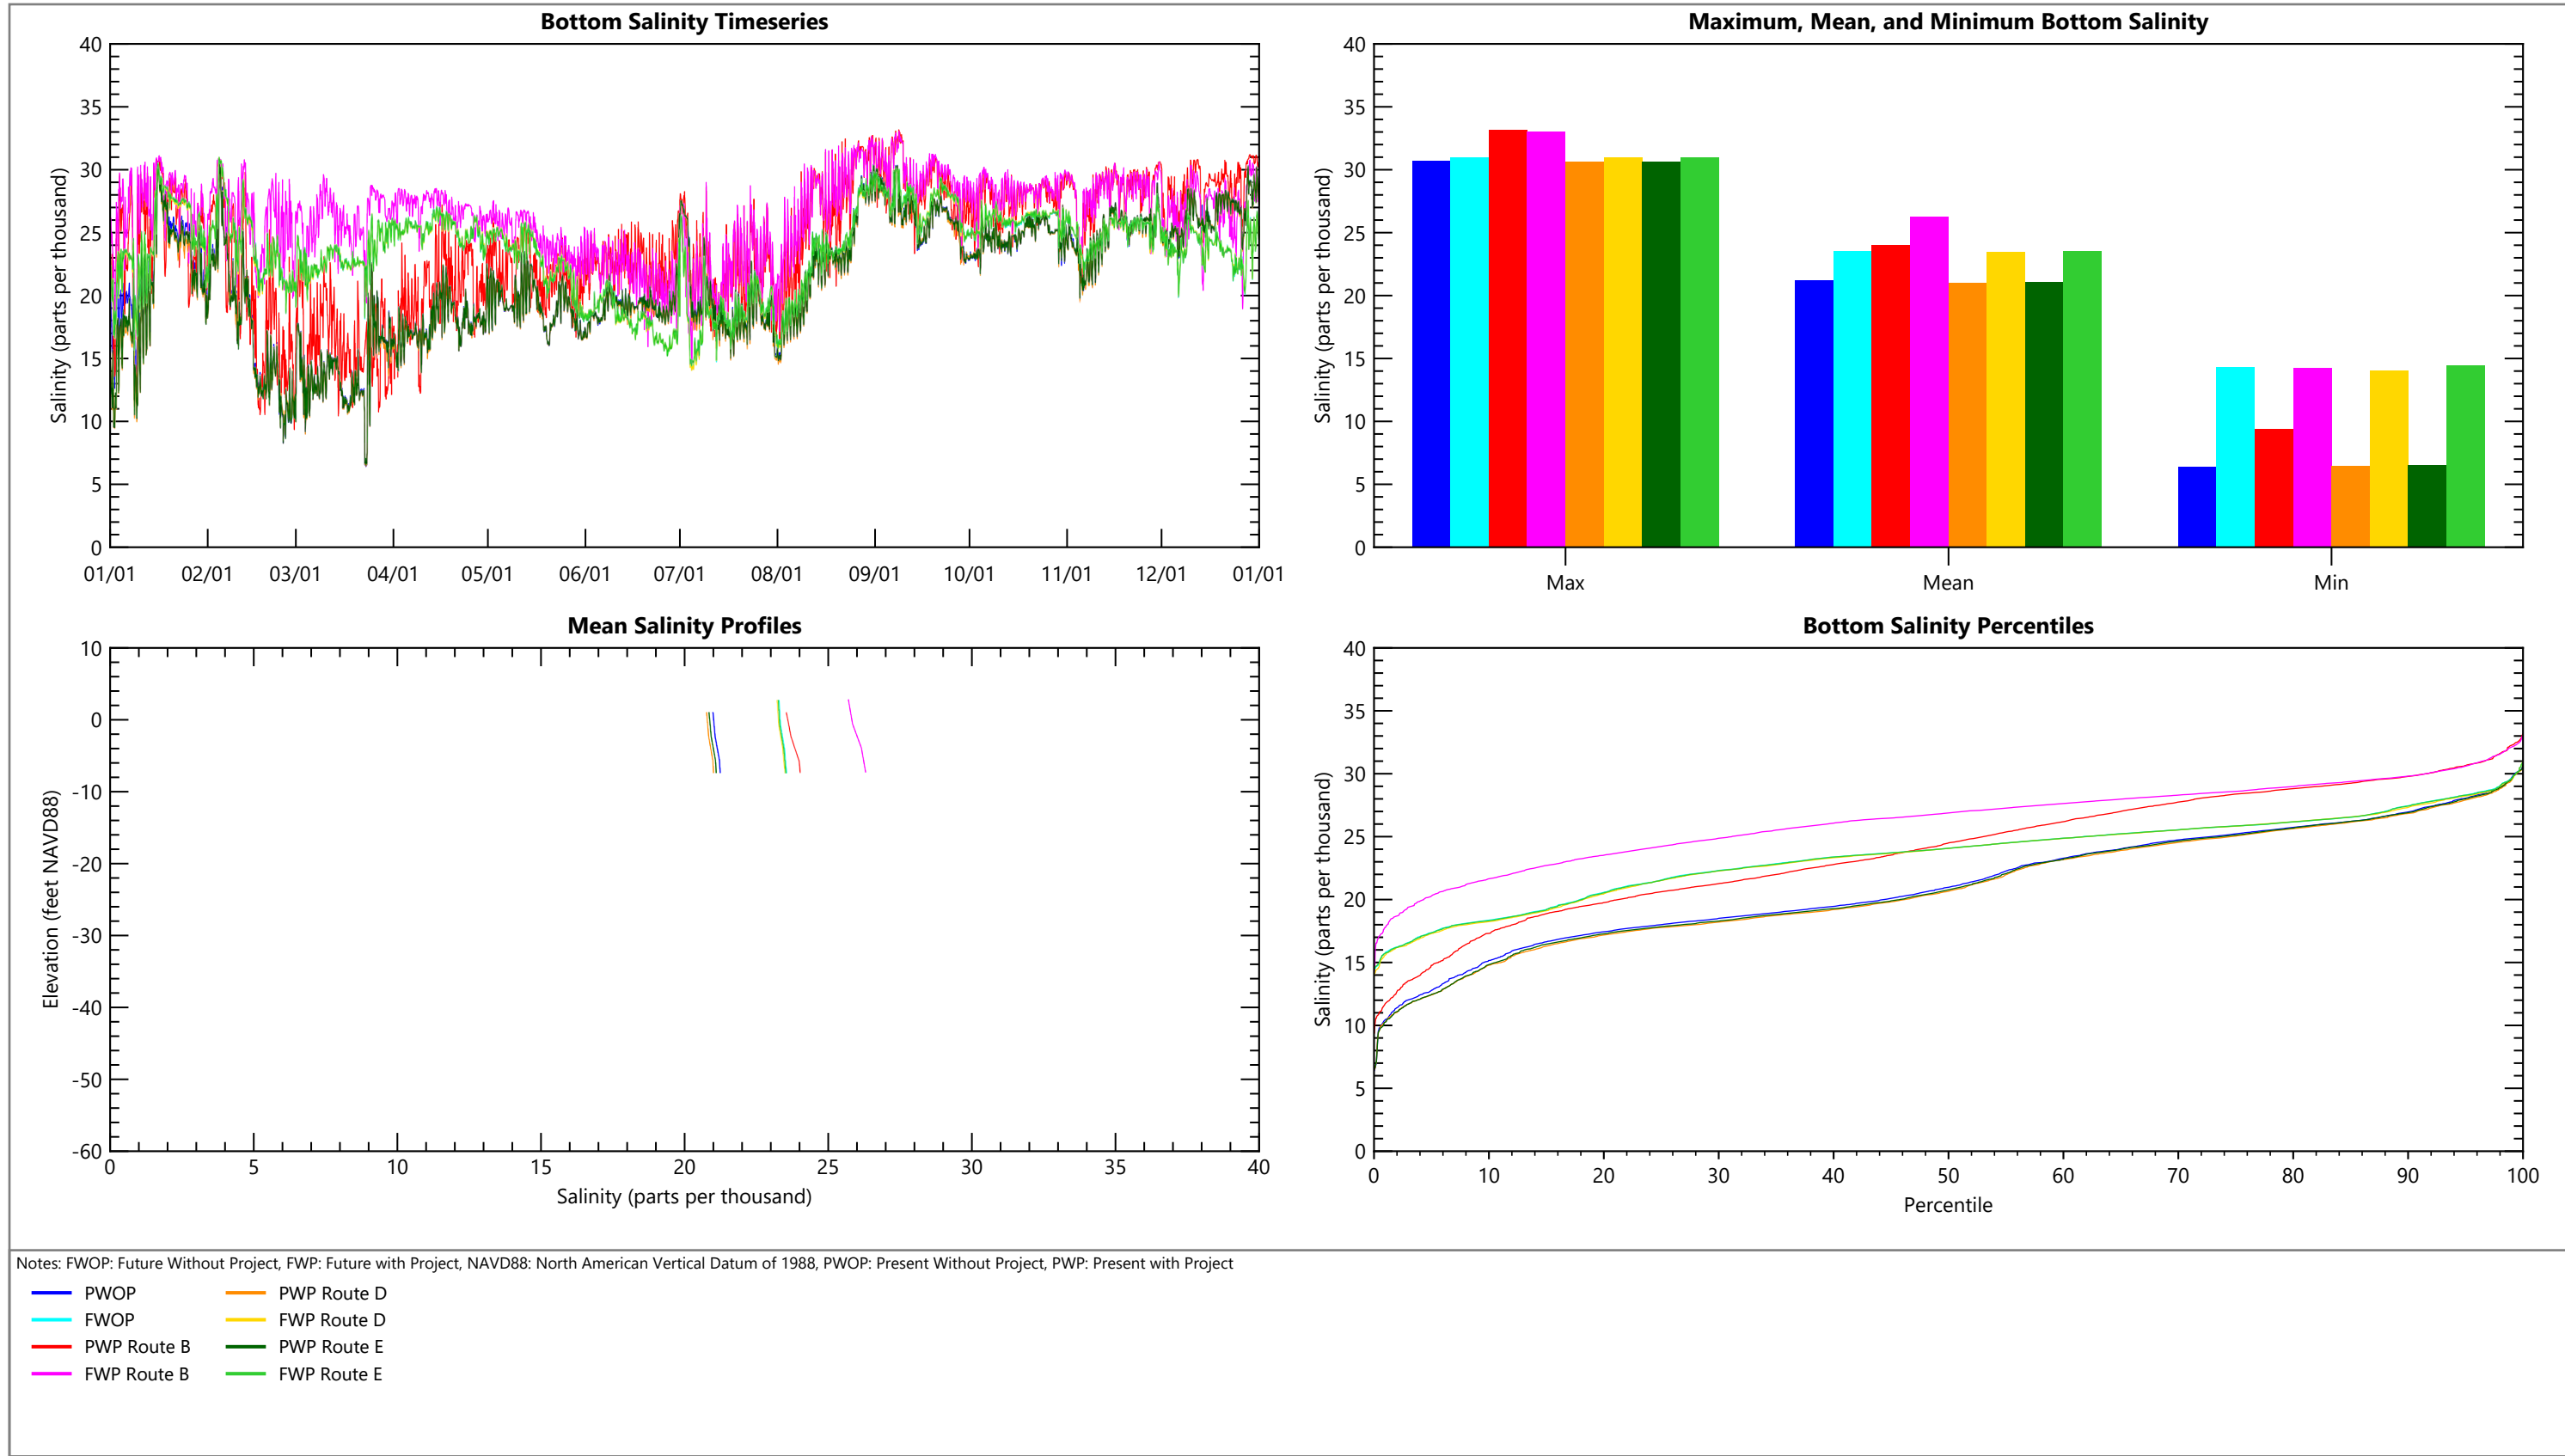 Bottom Salinity Timeseries
Salinity (parts per thousand)
40
35
30
25
20
15
10
5
0
01/01 02/01 03/01 04/01 05/01 06/01 07/01 08/01 09/01 10/01 11/01 12/01 01/01
Maximum, Mean, and Minimum Bottom Salinity
Salinity (parts per thousand)
40
35
30
25
20
15
10
5
0
Max Mean Min
Mean Salinity Profiles
Elevation (feet NAVD88)
10
0
-10
-20
-30
-40
-50
-60
0 5 10 15 20 25 30 35 40
Salinity (parts per thousand)
Bottom Salinity Percentiles
Salinity (parts per thousand)
40
35
30
25
20
15
10
5
0
0 10 20 30 40 50 60 70 80 90 100
Percentile
Notes: FWOP: Future Without Project, FWP: Future with Project, NAVD88: North American Vertical Datum of 1988, PWOP: Present Without Project, PWP: Present with Project
PWOP
FWOP
PWP Route B
FWP Route B
PWP Route D
FWP Route D
PWP Route E
FWP Route E